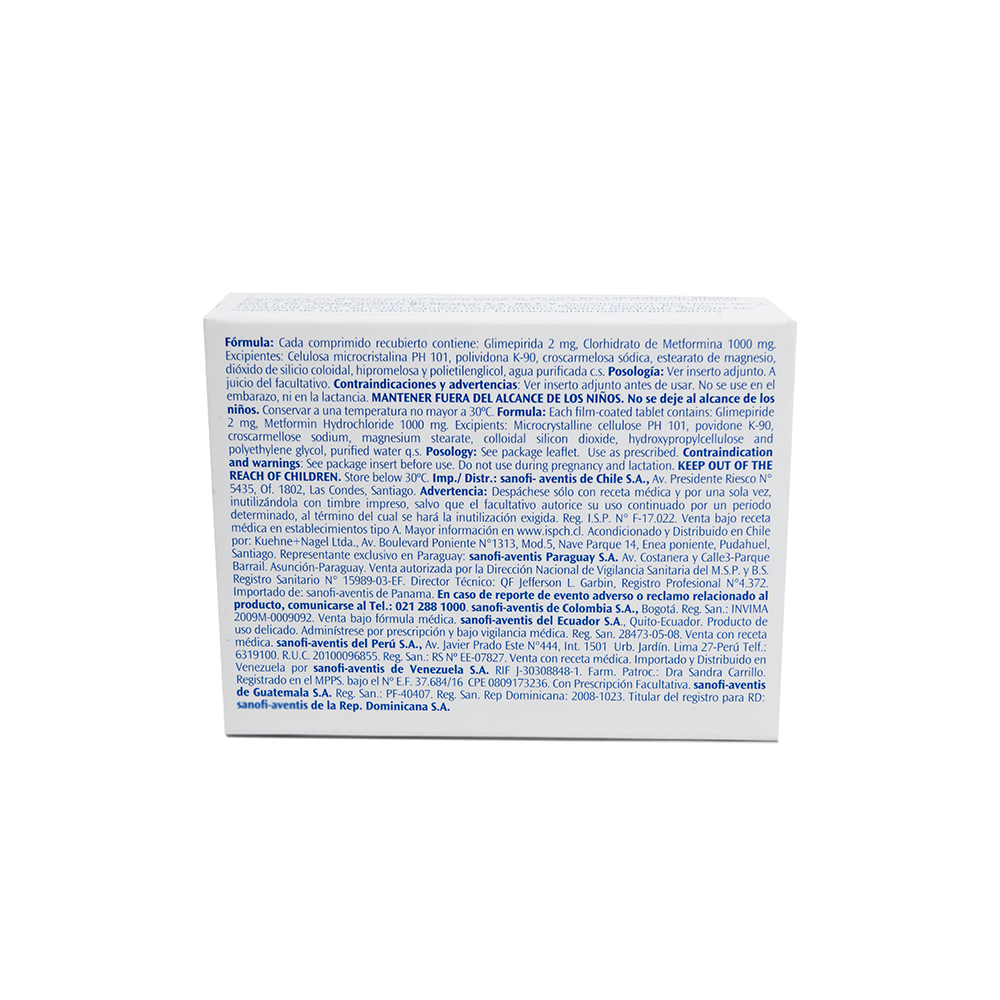 Fórmula: Cada comprimido recubierto contiene: Glimepirida 2 mg, Clorhidrato de Metformina 1000 mg.
Excipientes: Celulosa microcristalina PH 101, polividona K-90, croscarmelosa sódica, estearato de magnesio,
dióxido de silicio coloidal, hipromelosa y polietilenglicol, agua purificada c.s. Posología: Ver inserto adjunto. A
juicio del facultativo. Contraindicaciones y advertencias: Ver inserto adjunto antes de usar. No se use en el
embarazo, ni en la lactancia. MANTENER FUERA DEL ALCANCE DE LOS NIÑOS. No se deje al alcance de los
niños. Conservar a una temperatura no mayor a 30ºC. Formula: Each film-coated tablet contains: Glimepiride
2 mg, Metformin Hydrochloride 1000 mg. Excipients: Microcrystalline cellulose PH 101, povidone K-90,
croscarmellose sodium, magnesium stearate, colloidal silicon dioxide, hydroxypropylcellulose and
polyethylene glycol, purified water q.s. Posology: See package leaflet. Use as prescribed. Contraindication
and warnings: See package insert before use. Do not use during pregnancy and lactation. KEEP OUT OF THE
REACH OF CHILDREN. Store below 30ºC. Imp./ Distr.: sanofi- aventis de Chile S.A., Av. Presidente Riesco N°
5435, Of. 1802, Las Condes, Santiago. Advertencia: Despáchese sólo con receta médica y por una sola vez,
inutilizándola con timbre impreso, salvo que el facultativo autorice su uso continuado por un periodo
determinado, al término del cual se hará la inutilización exigida. Reg. I.S.P. N° F-17.022. Venta bajo receta
médica en establecimientos tipo A. Mayor información en www.ispch.cl. Acondicionado y Distribuido en Chile
por: Kuehne+Nagel Ltda., Av. Boulevard Poniente N°1313, Mod.5, Nave Parque 14, Enea poniente, Pudahuel,
Santiago. Representante exclusivo en Paraguay: sanofi-aventis Paraguay S.A. Av. Costanera y Calle3-Parque
Barrail. Asunción-Paraguay. Venta autorizada por la Dirección Nacional de Vigilancia Sanitaria del M.S.P. y B.S.
Registro Sanitario N° 15989-03-EF. Director Técnico: QF Jefferson L. Garbin, Registro Profesional N°4.372.
Importado de: sanofi-aventis de Panama. En caso de reporte de evento adverso o reclamo relacionado al
producto, comunicarse al Tel.: 021 288 1000. sanofi-aventis de Colombia S.A., Bogotá. Reg. San.: INVIMA
2009M-0009092. Venta bajo fórmula médica. sanofi-aventis del Ecuador S.A., Quito-Ecuador. Producto de
uso delicado. Adminístrese por prescripción y bajo vigilancia médica. Reg. San. 28473-05-08. Venta con receta
médica. sanofi-aventis del Perú S.A., Av. Javier Prado Este N°444, Int. 1501 Urb. Jardín. Lima 27-Perú Telf.:
6319100. R.U.C. 20100096855. Reg. San.: RS Nº EE-07827. Venta con receta médica. Importado y Distribuido en
Venezuela por sanofi-aventis de Venezuela S.A. RIF J-30308848-1. Farm. Patroc.: Dra Sandra Carrillo.
Registrado en el MPPS. bajo el N° E.F. 37.684/16 CPE 0809173236. Con Prescripción Facultativa. sanofi-aventis
de Guatemala S.A. Reg. San.: PF-40407. Reg. San. Rep Dominicana: 2008-1023. Titular del registro para RD:
sanofi-aventis de la Rep. Dominicana S.A.